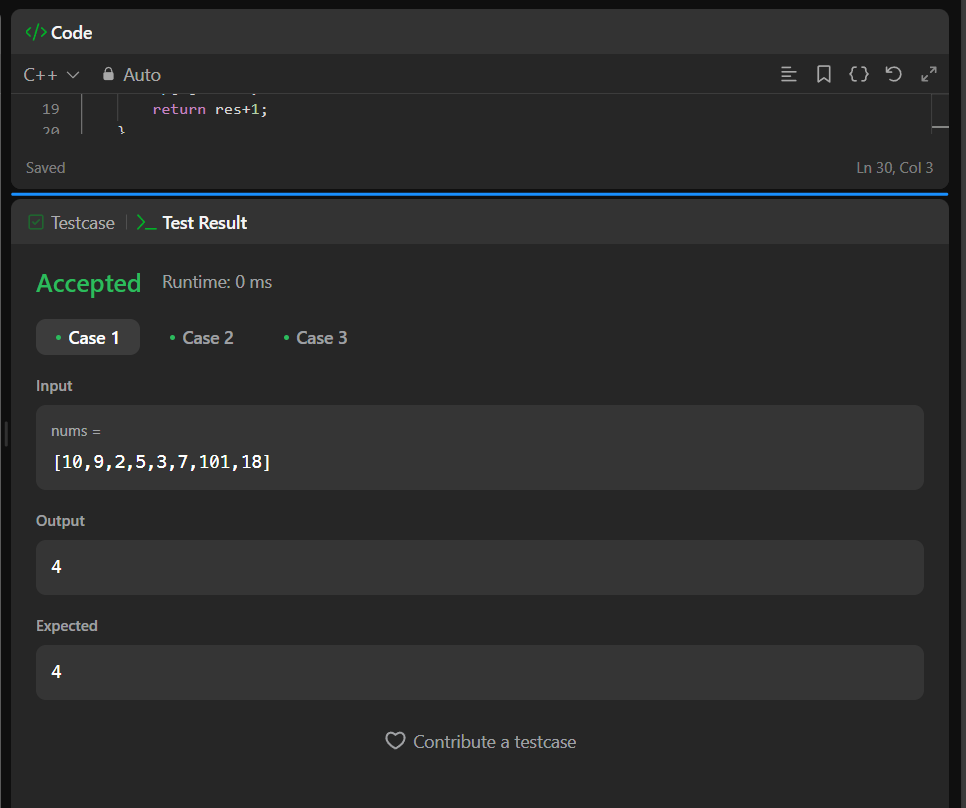 </> Code
C++ Auto
19 return res+1;
20 }
Saved Ln 30, Col 3
Testcase Test Result
Accepted Runtime: 0 ms
Case 1 Case 2 Case 3
Input
nums =
[10,9,2,5,3,7,101,18]
Output
4
Expected
4
Contribute a testcase